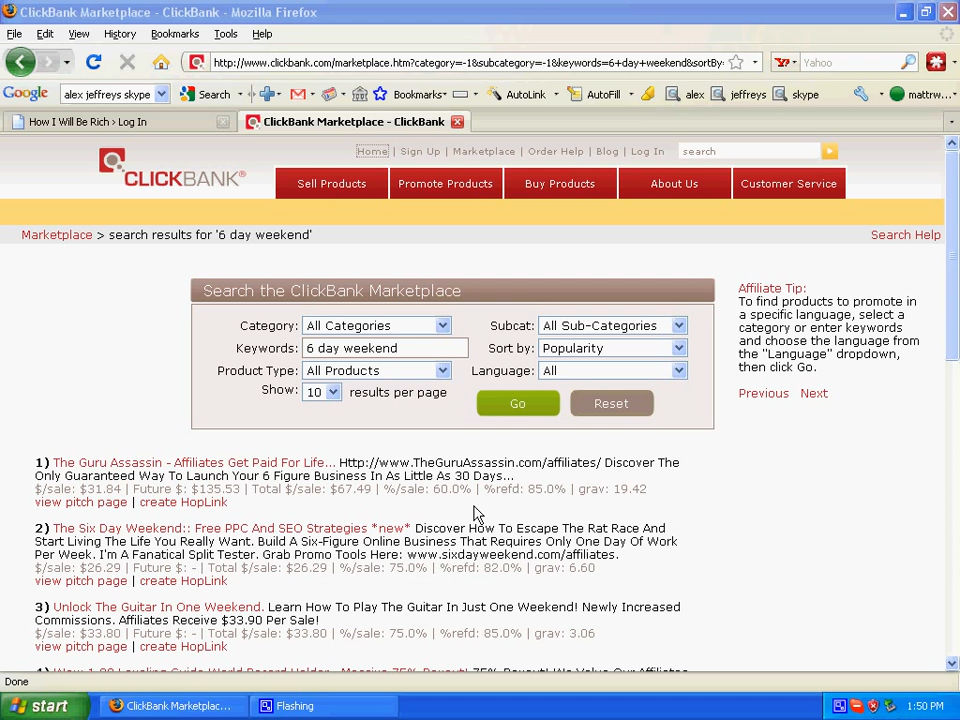 ClickBank Marketplace - ClickBank - Mozilla Firefox
File Edit View History Bookmarks Tools Help
http://www.clickbank.com/marketplace.htm?category=-1&subcategory=-1&keywords=6+day+weekend&sortBy Yahoo
Google alex jeffreys skype Search Bookmarks AutoLink AutoFill alex jeffreys skype mattrw...
How I Will Be Rich › Log In ClickBank Marketplace - ClickBank
Home | Sign Up | Marketplace | Order Help | Blog | Log In search
CLICKBANK®
Sell Products Promote Products Buy Products About Us Customer Service
Marketplace > search results for '6 day weekend' Search Help
Search the ClickBank Marketplace
Category: All Categories Subcat: All Sub-Categories
Keywords: 6 day weekend Sort by: Popularity
Product Type: All Products Language: All
Show: 10 results per page
Go Reset
Affiliate Tip:
To find products to promote in
a specific language, select a
category or enter keywords
and choose the language from
the "Language" dropdown,
then click Go.
Previous Next
1) The Guru Assassin - Affiliates Get Paid For Life... Http://www.TheGuruAssassin.com/affiliates/ Discover The
Only Guaranteed Way To Launch Your 6 Figure Business In As Little As 30 Days...
$/sale: $31.84 | Future $: $135.53 | Total $/sale: $67.49 | %/sale: 60.0% | %refd: 85.0% | grav: 19.42
view pitch page | create HopLink
2) The Six Day Weekend:: Free PPC And SEO Strategies *new* Discover How To Escape The Rat Race And
Start Living The Life You Really Want. Build A Six-Figure Online Business That Requires Only One Day Of Work
Per Week. I'm A Fanatical Split Tester. Grab Promo Tools Here: www.sixdayweekend.com/affiliates.
$/sale: $26.29 | Future $: - | Total $/sale: $26.29 | %/sale: 75.0% | %refd: 82.0% | grav: 6.60
view pitch page | create HopLink
3) Unlock The Guitar In One Weekend. Learn How To Play The Guitar In Just One Weekend! Newly Increased
Commissions. Affiliates Receive $33.90 Per Sale!
$/sale: $33.80 | Future $: - | Total $/sale: $33.80 | %/sale: 75.0% | %refd: 85.0% | grav: 3.06
view pitch page | create HopLink
Done
start ClickBank Marketplac... Flashing 1:50 PM